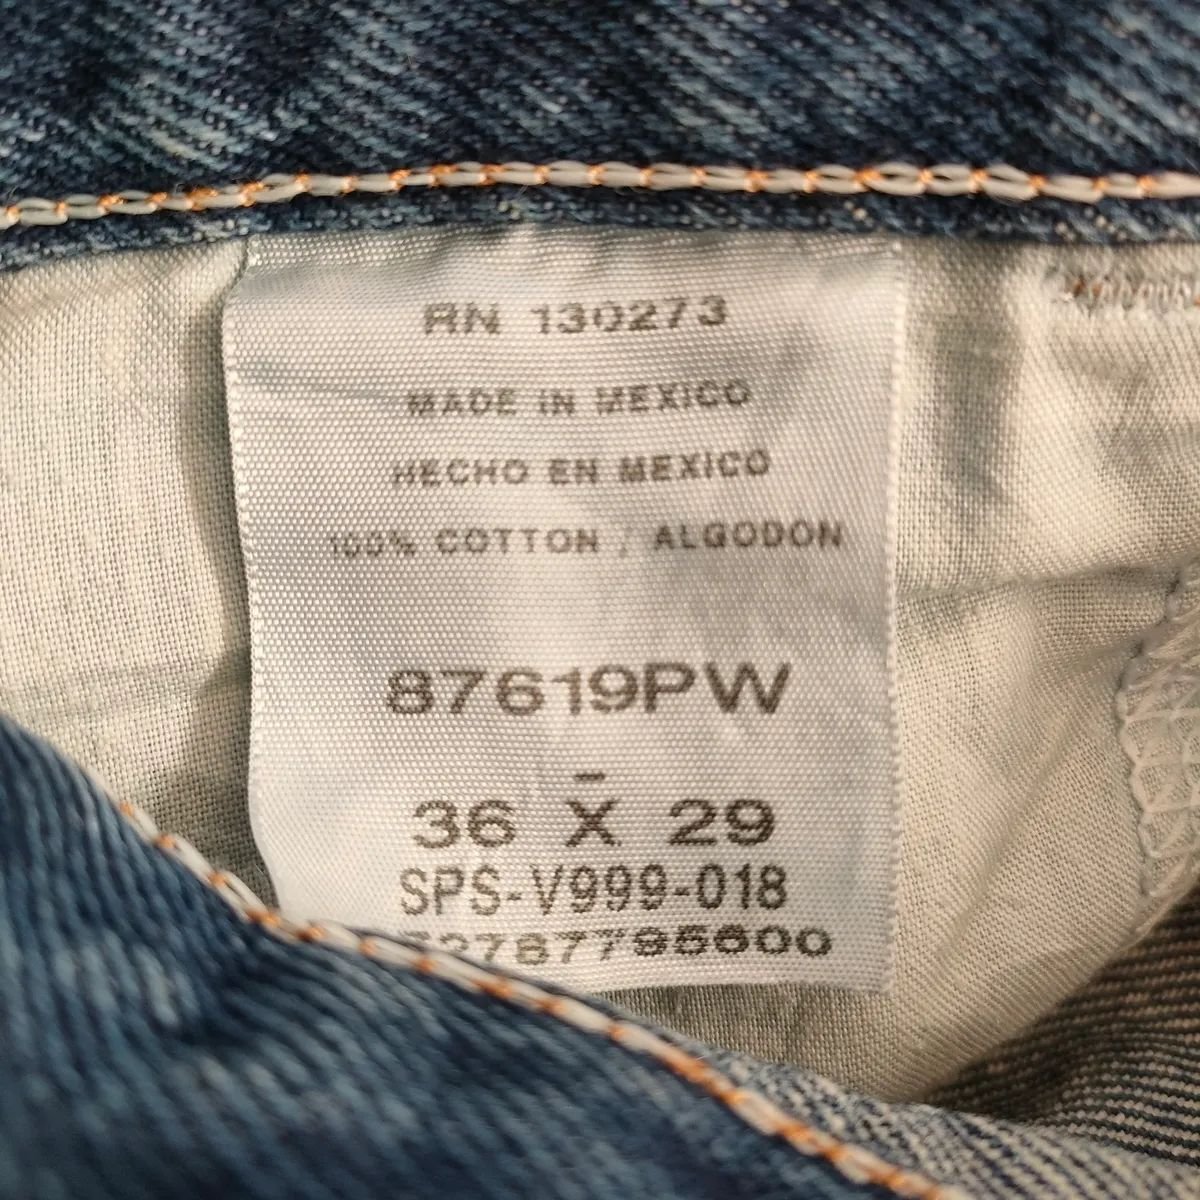 RN 130273
MADE IN MEXICO
HECHO EN MEXICO
100% COTTON / ALGODON
87619PW
-
36 X 29
SPS-V999-018